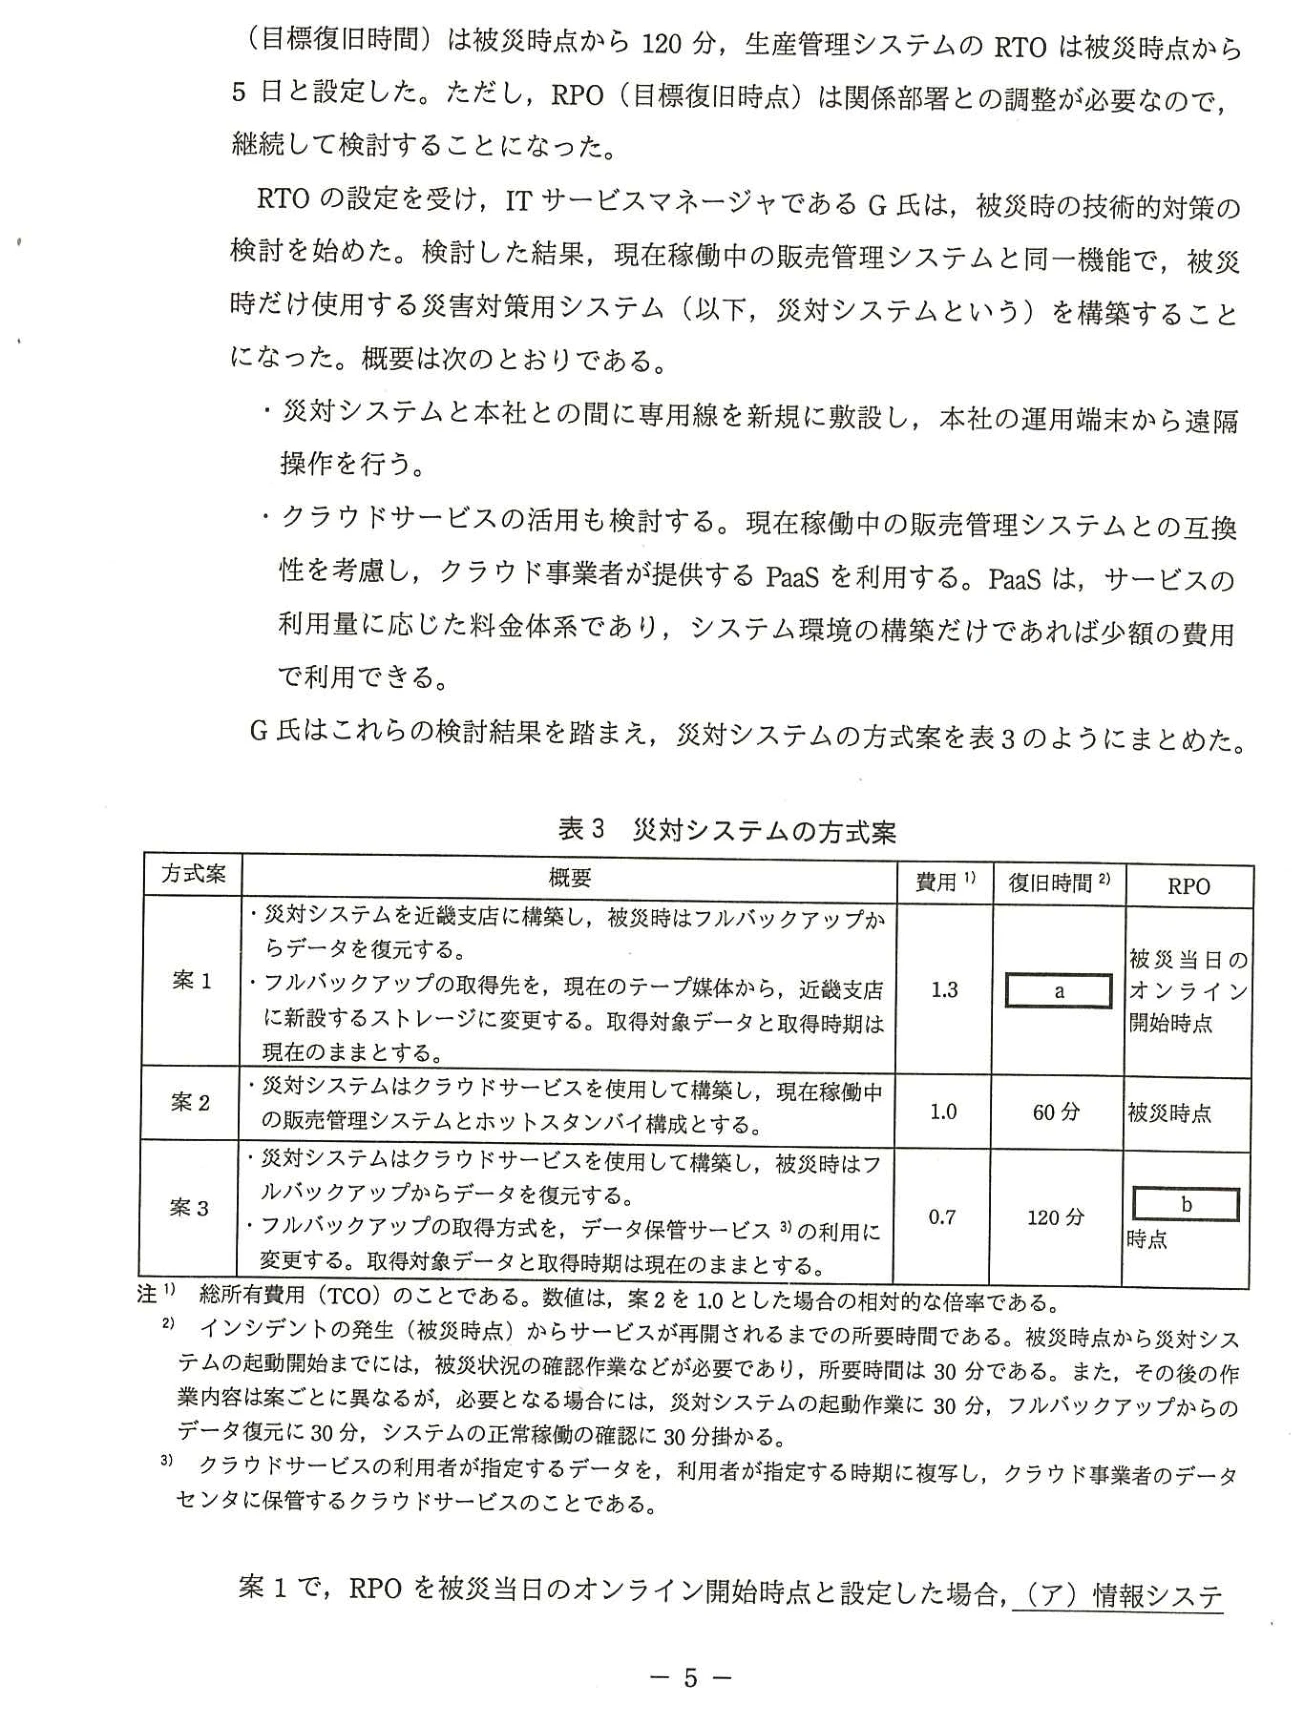 （目標復旧時間）は被災時点から 120 分，生産管理システムの RTO は被災時点から
5 日と設定した。ただし，RPO（目標復旧時点）は関係部署との調整が必要なので，
継続して検討することになった。
RTO の設定を受け，IT サービスマネージャである G 氏は，被災時の技術的対策の
検討を始めた。検討した結果，現在稼働中の販売管理システムと同一機能で，被災
時だけ使用する災害対策用システム（以下，災対システムという）を構築すること
になった。概要は次のとおりである。
・災対システムと本社との間に専用線を新規に敷設し，本社の運用端末から遠隔
操作を行う。
・クラウドサービスの活用も検討する。現在稼働中の販売管理システムとの互換
性を考慮し，クラウド事業者が提供する PaaS を利用する。PaaS は，サービスの
利用量に応じた料金体系であり，システム環境の構築だけであれば少額の費用
で利用できる。
G 氏はこれらの検討結果を踏まえ，災対システムの方式案を表 3 のようにまとめた。
表 3　災対システムの方式案
方式案　概要　費用 1)　復旧時間 2)　RPO
案 1
・災対システムを近畿支店に構築し，被災時はフルバックアップか
らデータを復元する。
・フルバックアップの取得先を，現在のテープ媒体から，近畿支店
に新設するストレージに変更する。取得対象データと取得時期は
現在のままとする。
1.3
a
被災当日の
オンライン
開始時点
案 2
・災対システムはクラウドサービスを使用して構築し，現在稼働中
の販売管理システムとホットスタンバイ構成とする。
1.0
60 分
被災時点
案 3
・災対システムはクラウドサービスを使用して構築し，被災時はフ
ルバックアップからデータを復元する。
・フルバックアップの取得方式を，データ保管サービス 3) の利用に
変更する。取得対象データと取得時期は現在のままとする。
0.7
120 分
b
時点
注 1)　総所有費用（TCO）のことである。数値は，案 2 を 1.0 とした場合の相対的な倍率である。
2)　インシデントの発生（被災時点）からサービスが再開されるまでの所要時間である。被災時点から災対シス
テムの起動開始までには，被災状況の確認作業などが必要であり，所要時間は 30 分である。また，その後の作
業内容は案ごとに異なるが，必要となる場合には，災対システムの起動作業に 30 分，フルバックアップからの
データ復元に 30 分，システムの正常稼働の確認に 30 分掛かる。
3)　クラウドサービスの利用者が指定するデータを，利用者が指定する時期に複写し，クラウド事業者のデータ
センタに保管するクラウドサービスのことである。
案 1 で，RPO を被災当日のオンライン開始時点と設定した場合，（ア）情報システ
－ 5 －